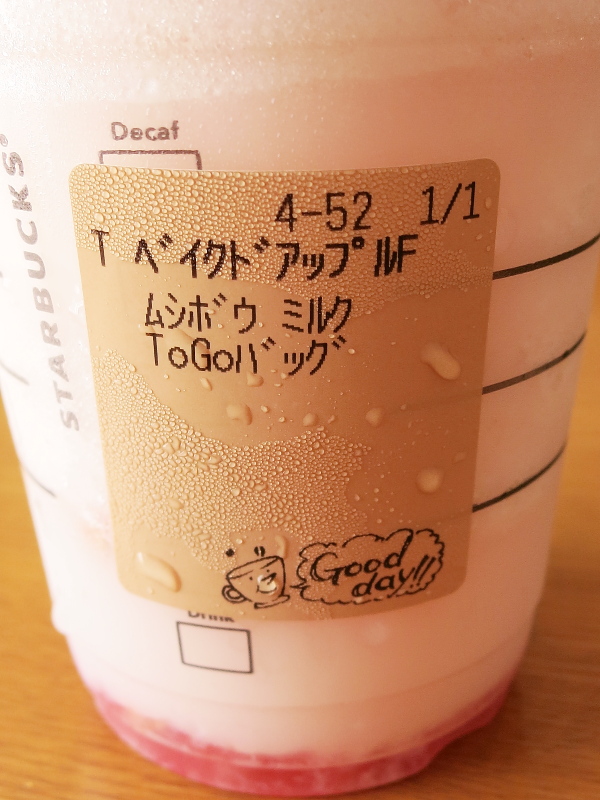 Decaf
STARBUCKS®
4-52 1/1
T ベイクドアップルF
ムシボウ ミルク
ToGoバッグ
Good
day!!
Drink